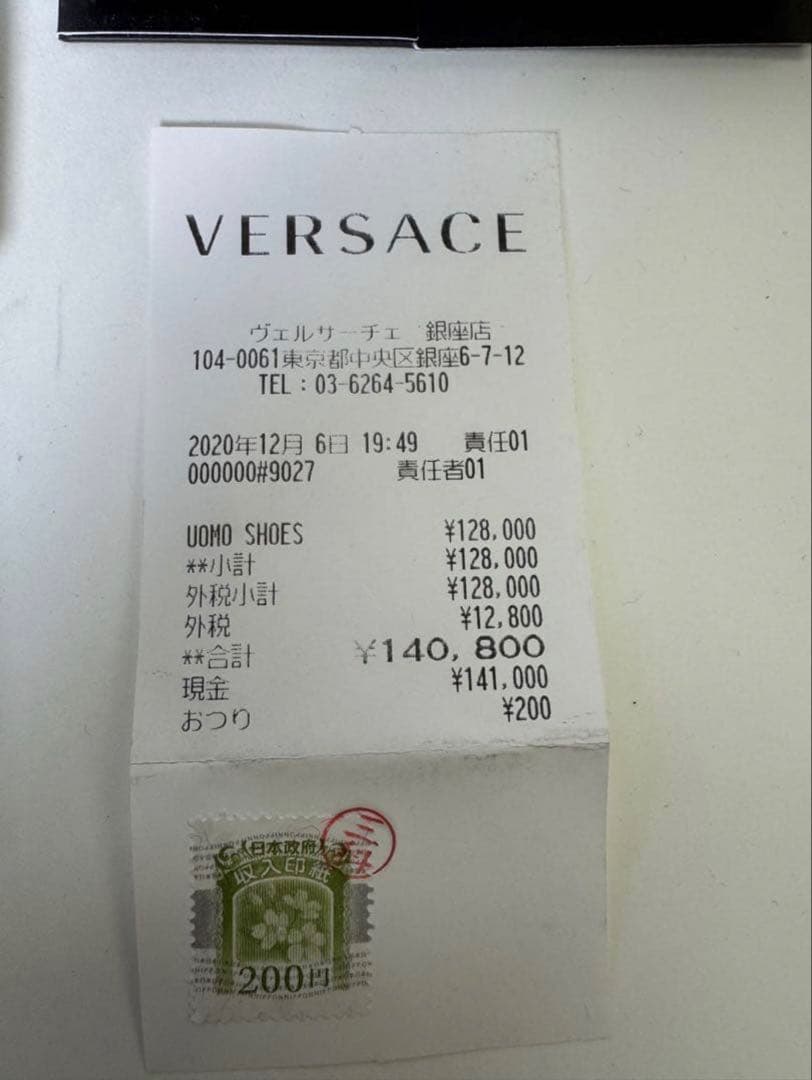 VERSACE
ヴェルサーチェ 銀座店
104-0061東京都中央区銀座6-7-12
TEL:03-6264-5610
2020年12月 6日 19:49 責任01
000000#9027 責任者01
UOMO SHOES ¥128,000
**小計 ¥128,000
外税小計 ¥128,000
外税 ¥12,800
**合計 ¥140,800
現金 ¥141,000
おつり ¥200
日本政府
収入印紙
200円